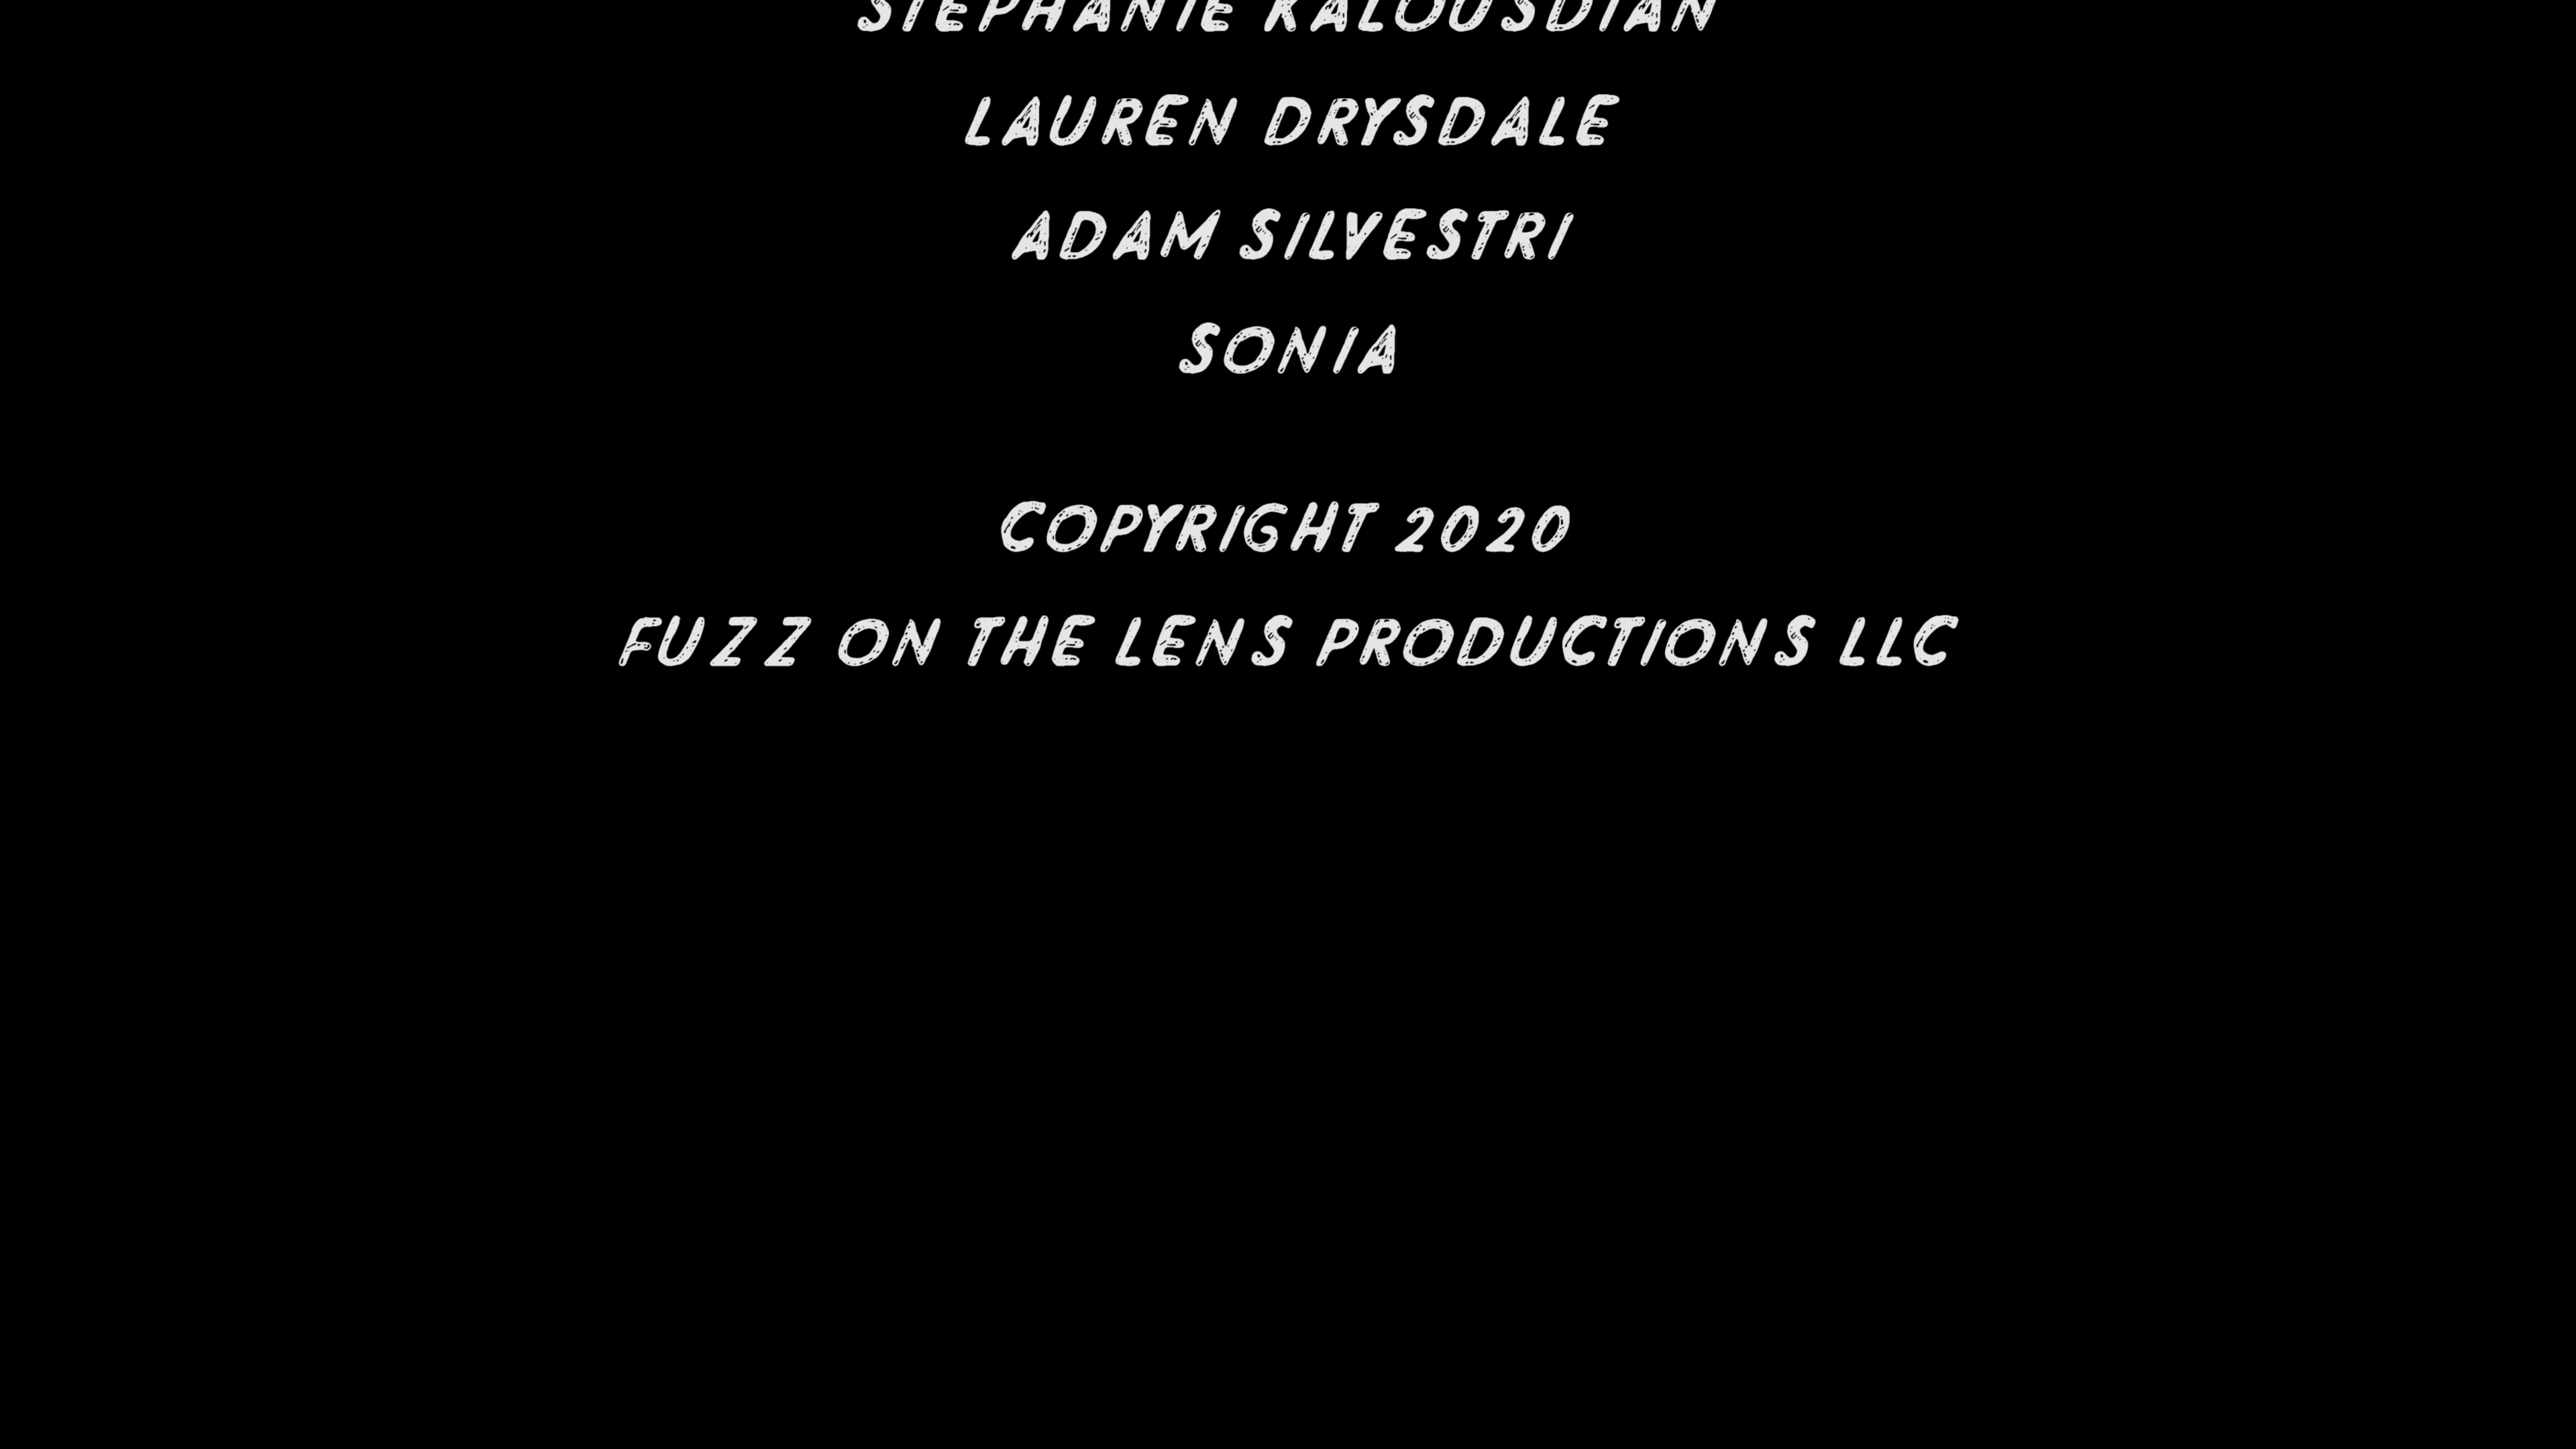 STEPHANIE KALOUSDIAN
LAUREN DRYSDALE
ADAM SILVESTRI
SONIA
COPYRIGHT 2020
FUZZ ON THE LENS PRODUCTIONS LLC